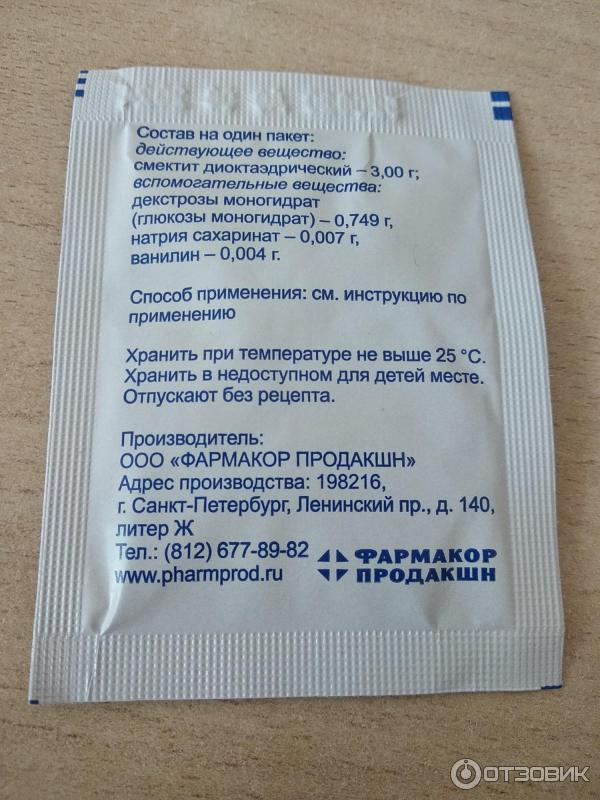 Состав на один пакет:
действующее вещество:
смектит диоктаэдрический – 3,00 г;
вспомогательные вещества:
декстрозы моногидрат
(глюкозы моногидрат) – 0,749 г,
натрия сахаринат – 0,007 г,
ванилин – 0,004 г.
Способ применения: см. инструкцию по
применению
Хранить при температуре не выше 25 °С.
Хранить в недоступном для детей месте.
Отпускают без рецепта.
Производитель:
ООО «ФАРМАКОР ПРОДАКШН»
Адрес производства: 198216,
г. Санкт-Петербург, Ленинский пр., д. 140,
литер Ж
Тел.: (812) 677-89-82
www.pharmprod.ru
ФАРМАКОР
ПРОДАКШН
ОТЗОВИК